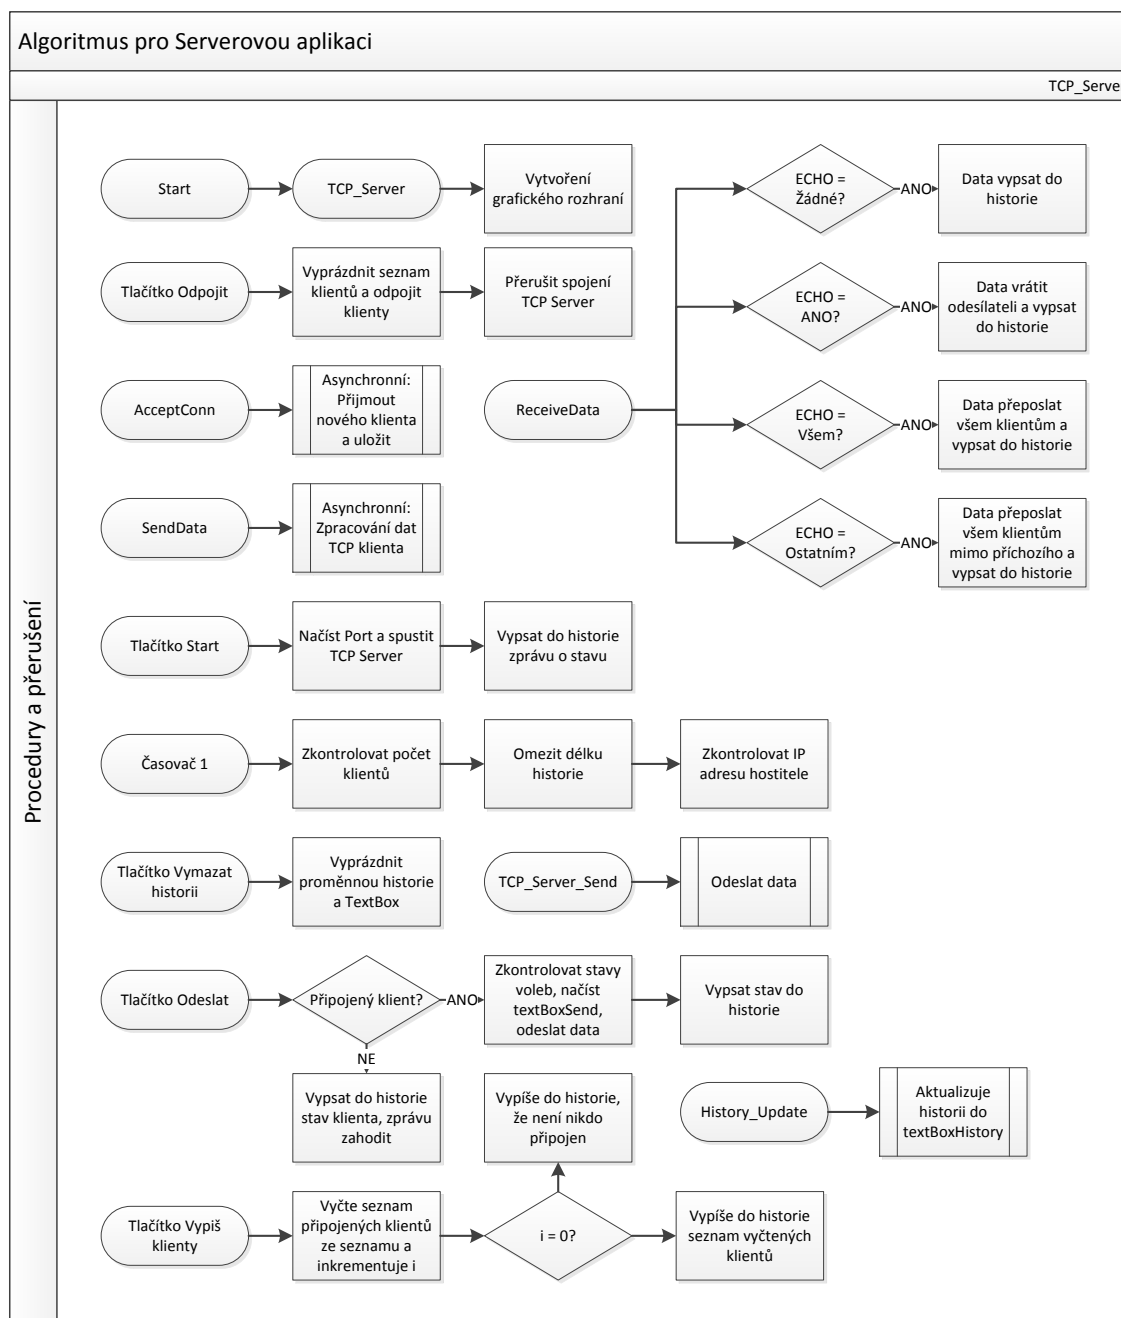 Algoritmus pro Serverovou aplikaci
TCP_Serve
Procedury a přerušení
Start
TCP_Server
Vytvoření
grafického rozhraní
ECHO =
Žádné?
ANO
Data vypsat do
historie
Tlačítko Odpojit
Vyprázdnit seznam
klientů a odpojit
klienty
Přerušit spojení
TCP Server
ECHO =
ANO?
ANO
Data vrátit
odesílateli a vypsat
do historie
AcceptConn
Asynchronní:
Přijmout
nového klienta
a uložit
ReceiveData
ECHO =
Všem?
ANO
Data přeposlat
všem klientům a
vypsat do historie
SendData
Asynchronní:
Zpracování dat
TCP klienta
ECHO =
Ostatním?
ANO
Data přeposlat
všem klientům
mimo příchozího a
vypsat do historie
Tlačítko Start
Načíst Port a spustit
TCP Server
Vypsat do historie
zprávu o stavu
Časovač 1
Zkontrolovat počet
klientů
Omezit délku
historie
Zkontrolovat IP
adresu hostitele
Tlačítko Vymazat
historii
Vyprázdnit
proměnnou historie
a TextBox
TCP_Server_Send
Odeslat data
Tlačítko Odeslat
Připojený klient?
ANO
Zkontrolovat stavy
voleb, načíst
textBoxSend,
odeslat data
Vypsat stav do
historie
NE
Vypsat do historie
stav klienta, zprávu
zahodit
Vypíše do historie,
že není nikdo
připojen
History_Update
Aktualizuje
historii do
textBoxHistory
Tlačítko Vypiš
klienty
Vyčte seznam
připojených klientů
ze seznamu a
inkrementuje i
i = 0?
Vypíše do historie
seznam vyčtených
klientů